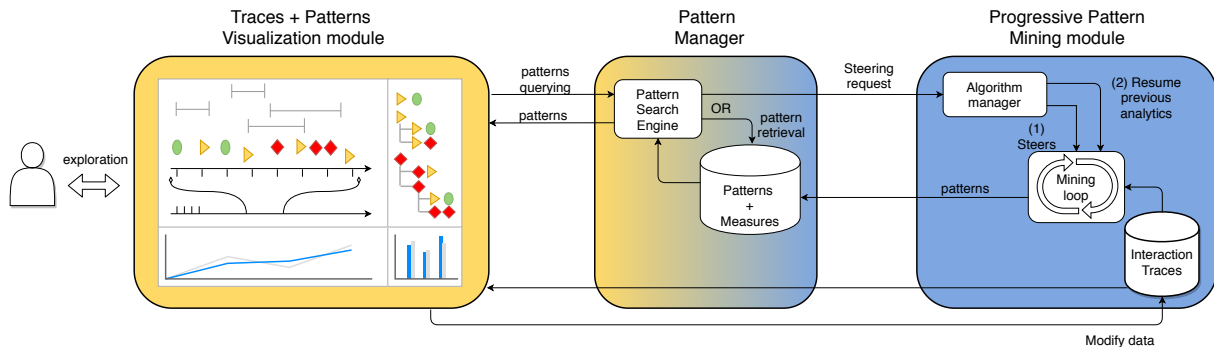 Traces + Patterns
Visualization module
Pattern
Manager
Progressive Pattern
Mining module
exploration
patterns
querying
patterns
Pattern
Search
Engine
OR
pattern
retrieval
Patterns
+
Measures
Steering
request
patterns
Algorithm
manager
(2) Resume
previous
analytics
(1)
Steers
Mining
loop
Interaction
Traces
Modify data